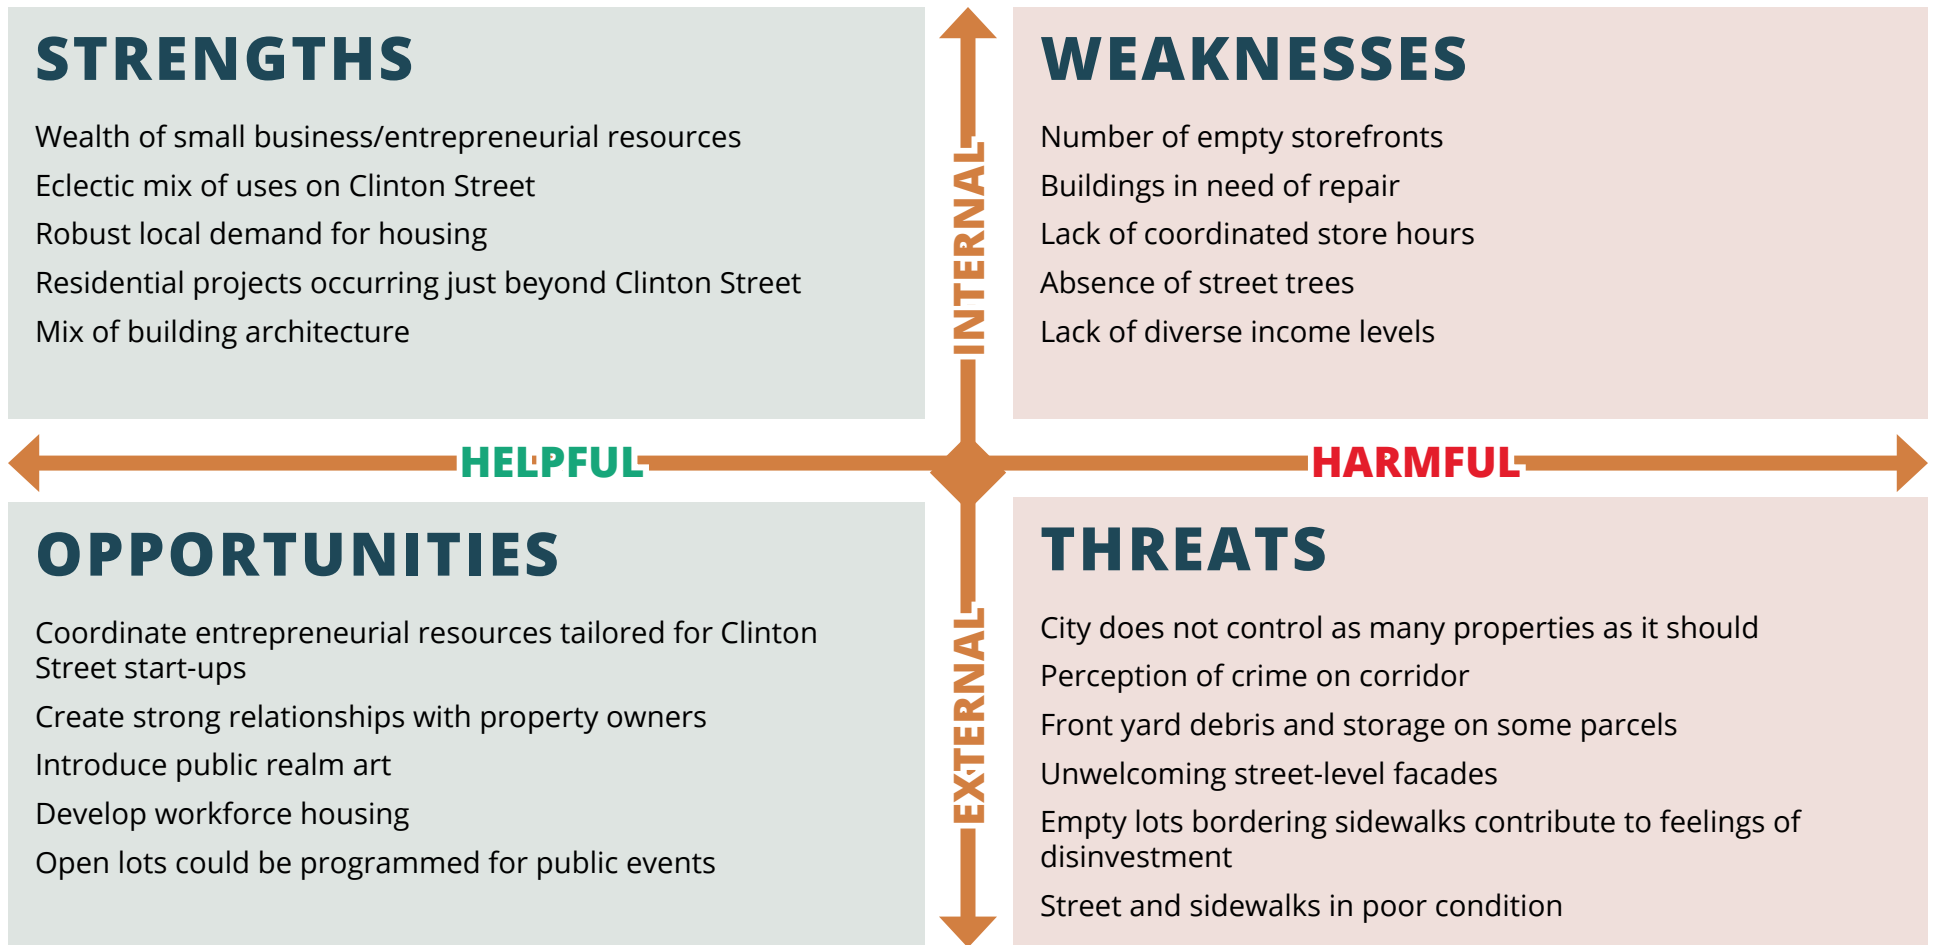 STRENGTHS
Wealth of small business/entrepreneurial resources
Eclectic mix of uses on Clinton Street
Robust local demand for housing
Residential projects occurring just beyond Clinton Street
Mix of building architecture
INTERNAL
WEAKNESSES
Number of empty storefronts
Buildings in need of repair
Lack of coordinated store hours
Absence of street trees
Lack of diverse income levels
HELPFUL
HARMFUL
OPPORTUNITIES
Coordinate entrepreneurial resources tailored for Clinton
Street start-ups
Create strong relationships with property owners
Introduce public realm art
Develop workforce housing
Open lots could be programmed for public events
EXTERNAL
THREATS
City does not control as many properties as it should
Perception of crime on corridor
Front yard debris and storage on some parcels
Unwelcoming street-level facades
Empty lots bordering sidewalks contribute to feelings of
disinvestment
Street and sidewalks in poor condition